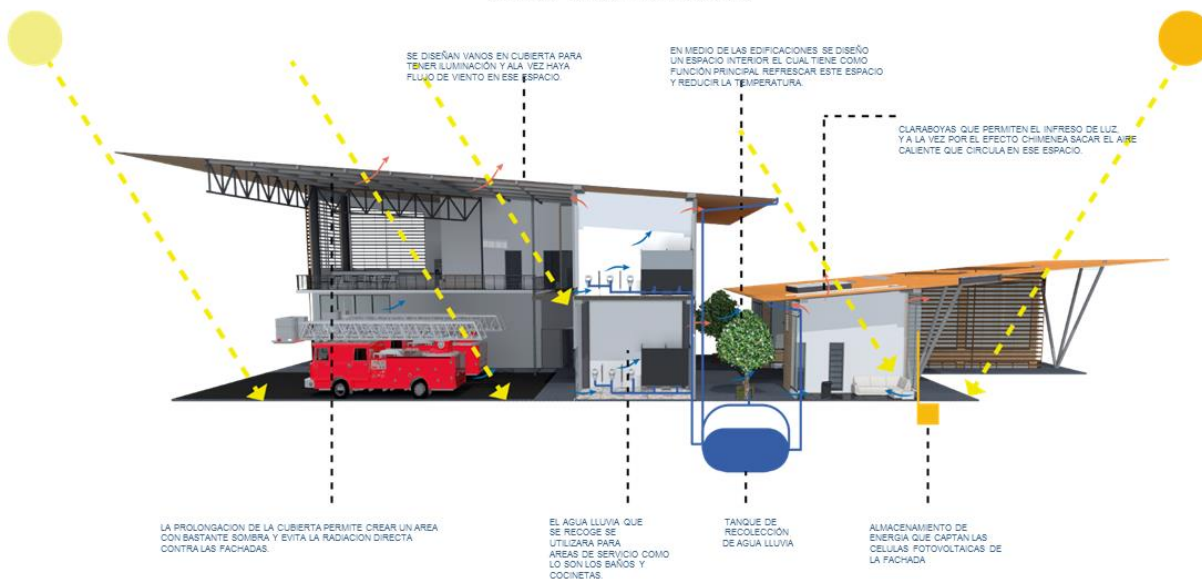 SE DISEÑAN VANOS EN CUBIERTA PARA
TENER ILUMINACIÓN Y ALA VEZ HAYA
FLUJO DE VIENTO EN ESE ESPACIO.
EN MEDIO DE LAS EDIFICACIONES SE DISEÑO
UN ESPACIO INTERIOR EL CUAL TIENE COMO
FUNCIÓN PRINCIPAL REFRESCAR ESTE ESPACIO
Y REDUCIR LA TEMPERATURA.
CLARABOYAS QUE PERMITEN EL INFRESO DE LUZ,
Y A LA VEZ POR EL EFECTO CHIMENEA SACAR EL AIRE
CALIENTE QUE CIRCULA EN ESE ESPACIO.
LA PROLONGACION DE LA CUBIERTA PERMITE CREAR UN AREA
CON BASTANTE SOMBRA Y EVITA LA RADIACION DIRECTA
CONTRA LAS FACHADAS.
EL AGUA LLUVIA QUE
SE RECOGE SE
UTILIZARA PARA
AREAS DE SERVICIO COMO
LO SON LOS BAÑOS Y
COCINETAS.
TANQUE DE
RECOLECCIÓN
DE AGUA LLUVIA
ALMACENAMIENTO DE
ENERGIA QUE CAPTAN LAS
CELULAS FOTOVOLTAICAS DE
LA FACHADA